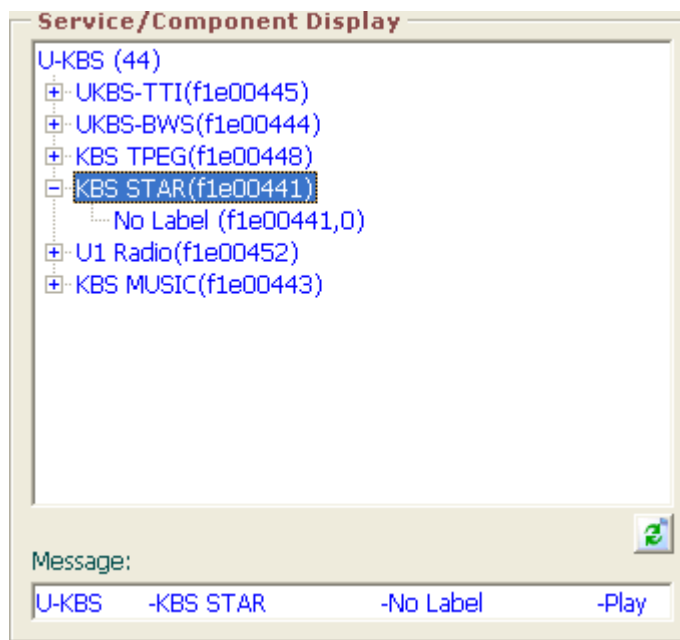 Service/Component Display
U-KBS (44)
UKBS-TTI(f1e00445)
UKBS-BWS(f1e00444)
KBS TPEG(f1e00448)
KBS STAR(f1e00441)
No Label (f1e00441,0)
U1 Radio(f1e00452)
KBS MUSIC(f1e00443)
Message:
U-KBS -KBS STAR -No Label -Play